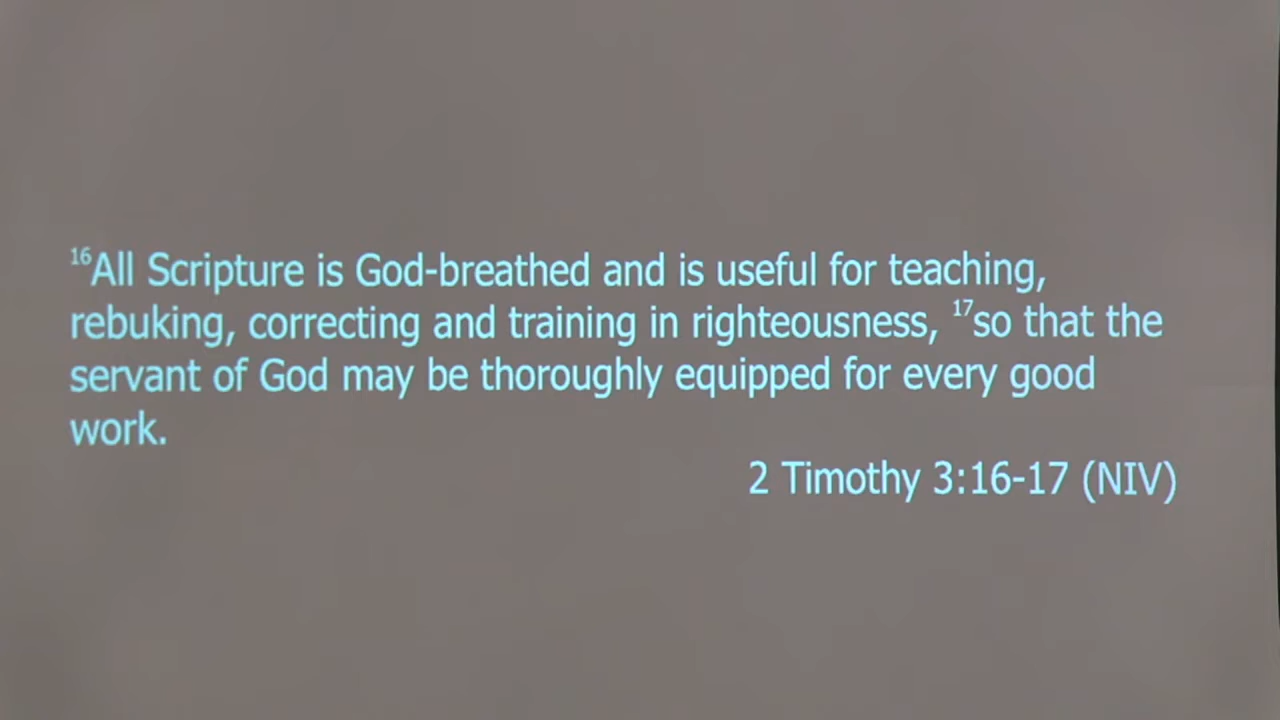 ¹⁶All Scripture is God-breathed and is useful for teaching,
rebuking, correcting and training in righteousness, ¹⁷so that the
servant of God may be thoroughly equipped for every good
work.
2 Timothy 3:16-17 (NIV)